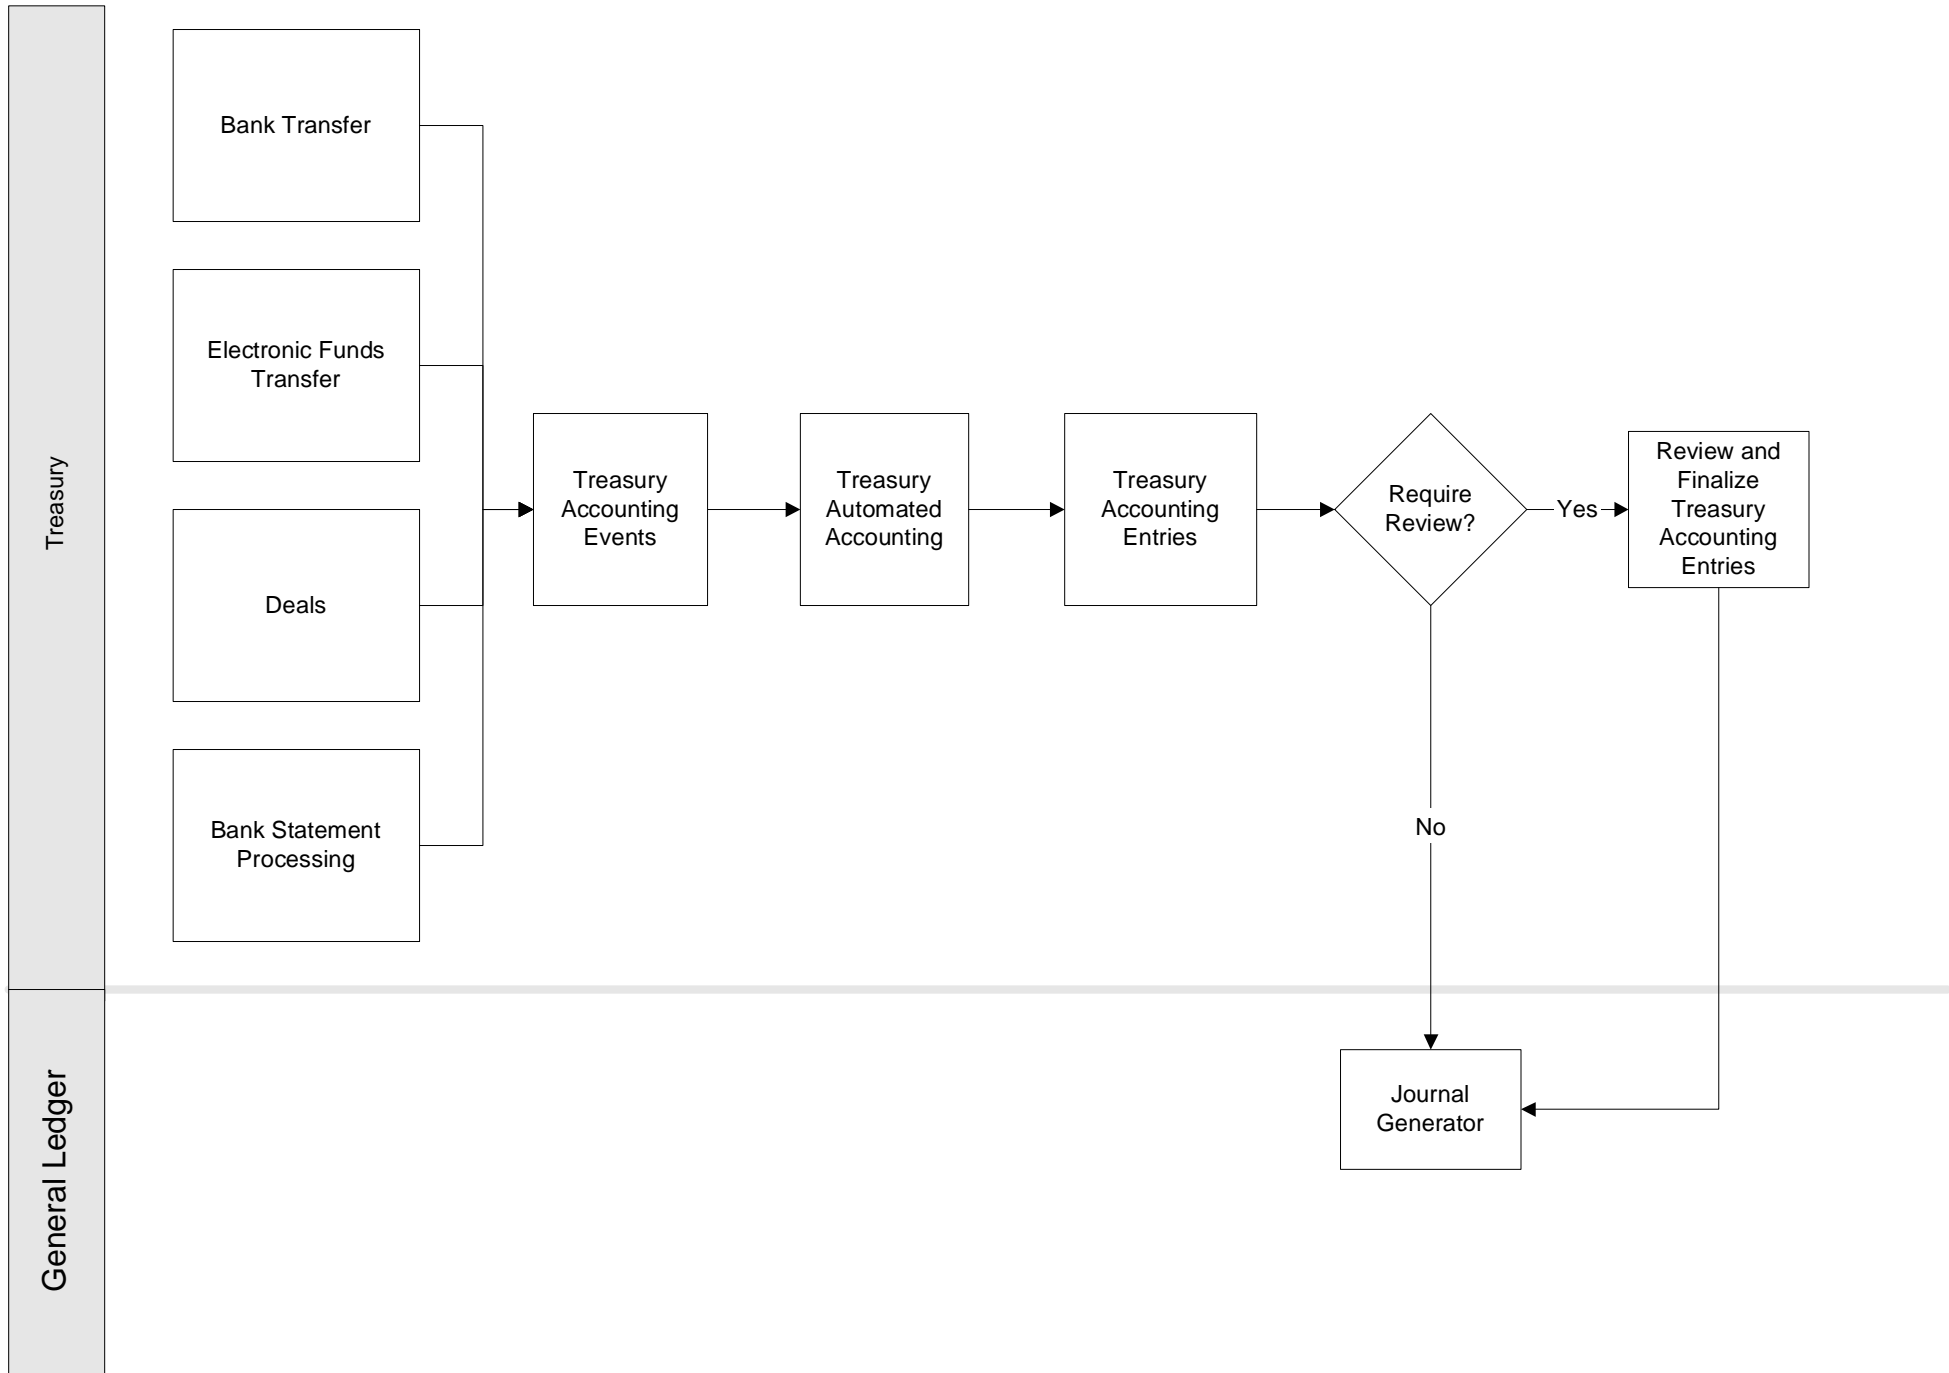 Treasury
Bank Transfer
Electronic Funds
Transfer
Deals
Bank Statement
Processing
Treasury
Accounting
Events
Treasury
Automated
Accounting
Treasury
Accounting
Entries
Require
Review?
Yes
Review and
Finalize
Treasury
Accounting
Entries
No
General Ledger
Journal
Generator